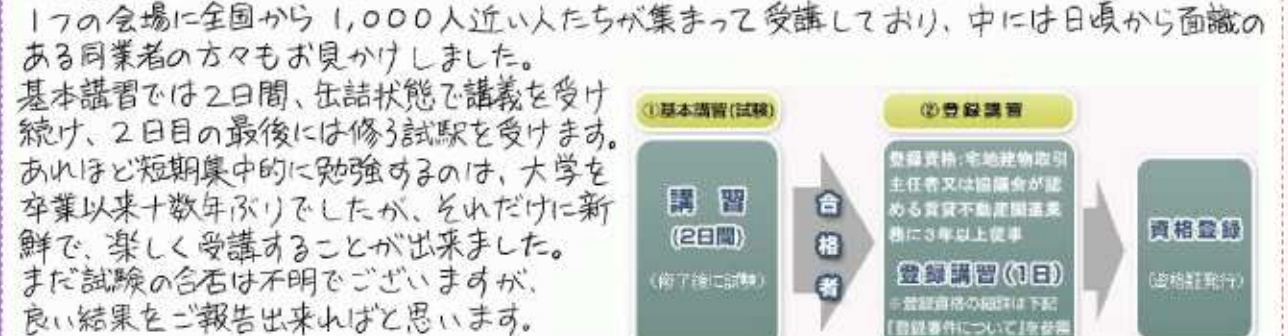 1つの会場に全国から1,000人近い人たちが集まって受講しており、中には日頃から面識の
ある同業者の方々もお見かけしました。
基本講習では2日間、缶詰状態で講義を受け
続け、2日目の最後には修了試験を受けます。
あれほど短期集中的に勉強するのは、大学を
卒業以来十数年ぶりでしたが、それだけに新
鮮で、楽しく受講することが出来ました。
まだ試験の合否は不明でございますが、
良い結果をご報告出来ればと思います。
①基本講習(試験)
講習
(2日間)
(修了後に試験)
合格者
②登録講習
登録資格:宅地建物取引
主任者又は協議会が認
める賃貸不動産関連業
務に3年以上従事
登録講習(1日)
※登録資格の細詳は下記
『登録要件について』を参照
資格登録
(資格証発行)